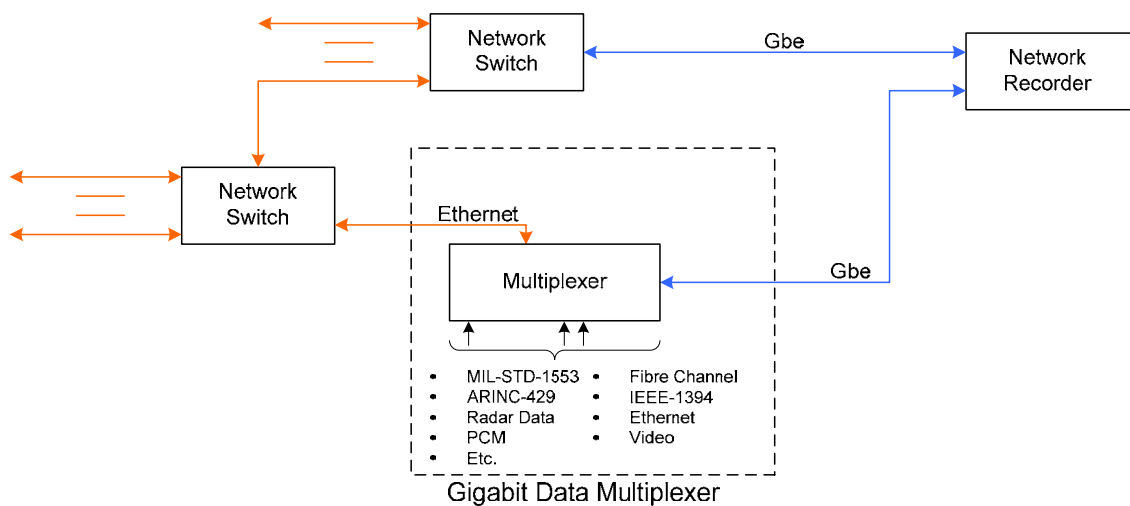 Network
Switch
Gbe
Network
Recorder
Network
Switch
Ethernet
Multiplexer
Gbe
• MIL-STD-1553
• ARINC-429
• Radar Data
• PCM
• Etc.
• Fibre Channel
• IEEE-1394
• Ethernet
• Video
Gigabit Data Multiplexer